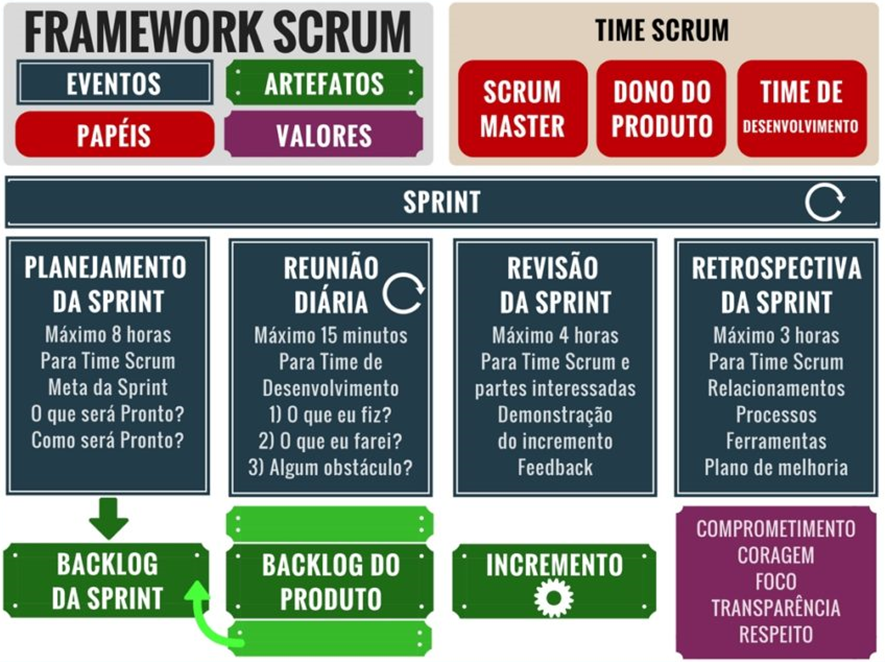 FRAMEWORK SCRUM
EVENTOS
ARTEFATOS
PAPÉIS
VALORES
TIME SCRUM
SCRUM
MASTER
DONO DO
PRODUTO
TIME DE
DESENVOLVIMENTO
SPRINT
PLANEJAMENTO
DA SPRINT
Máximo 8 horas
Para Time Scrum
Meta da Sprint
O que será Pronto?
Como será Pronto?
REUNIÃO
DIÁRIA
Máximo 15 minutos
Para Time de
Desenvolvimento
1) O que eu fiz?
2) O que eu farei?
3) Algum obstáculo?
REVISÃO
DA SPRINT
Máximo 4 horas
Para Time Scrum e
partes interessadas
Demonstração
do incremento
Feedback
RETROSPECTIVA
DA SPRINT
Máximo 3 horas
Para Time Scrum
Relacionamentos
Processos
Ferramentas
Plano de melhoria
BACKLOG
DA SPRINT
BACKLOG DO
PRODUTO
INCREMENTO
COMPROMETIMENTO
CORAGEM
FOCO
TRANSPARÊNCIA
RESPEITO